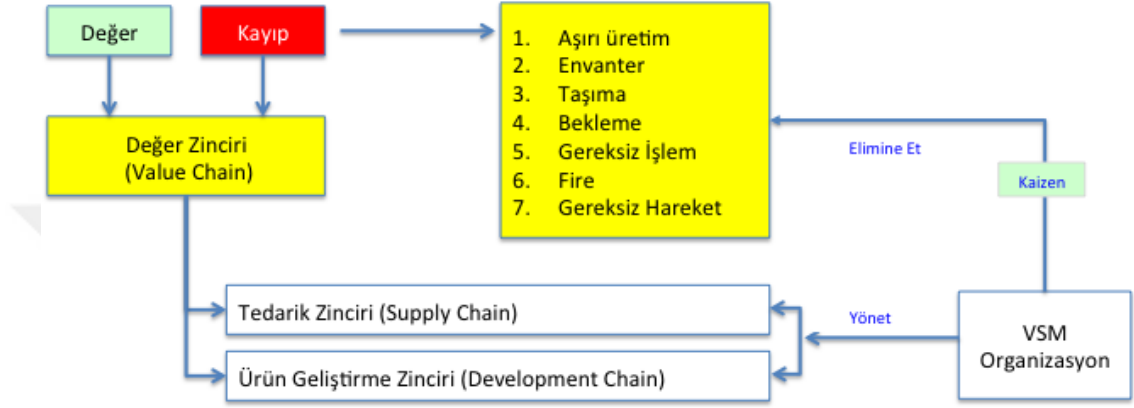 Değer
Kayıp
1. Aşırı üretim
2. Envanter
3. Taşıma
4. Bekleme
5. Gereksiz İşlem
6. Fire
7. Gereksiz Hareket
Değer Zinciri
(Value Chain)
Elimine Et
Kaizen
Tedarik Zinciri (Supply Chain)
Ürün Geliştirme Zinciri (Development Chain)
Yönet
VSM
Organizasyon